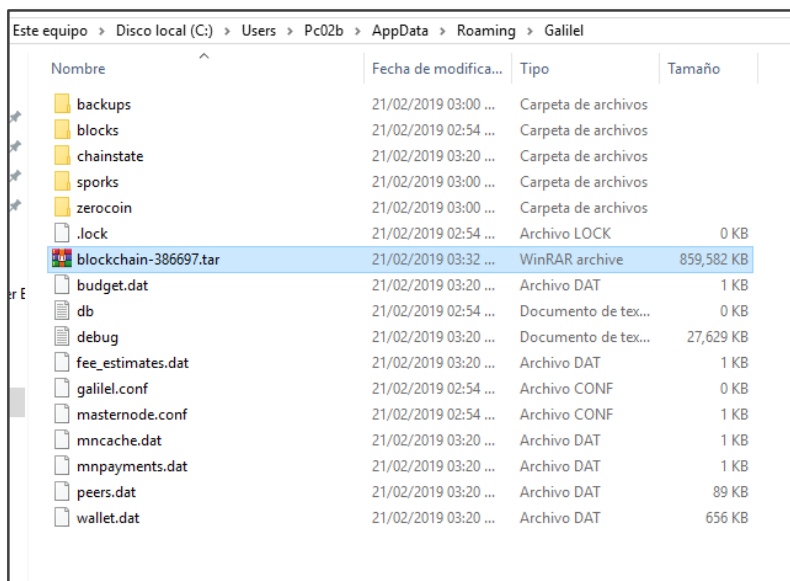 Este equipo > Disco local (C:) > Users > Pc02b > AppData > Roaming > Galilel
Nombre Fecha de modifica... Tipo Tamaño
backups 21/02/2019 03:00 ... Carpeta de archivos
blocks 21/02/2019 02:54 ... Carpeta de archivos
chainstate 21/02/2019 03:20 ... Carpeta de archivos
sporks 21/02/2019 03:00 ... Carpeta de archivos
zerocoin 21/02/2019 03:00 ... Carpeta de archivos
.lock 21/02/2019 02:54 ... Archivo LOCK 0 KB
blockchain-386697.tar 21/02/2019 03:32 ... WinRAR archive 859,582 KB
budget.dat 21/02/2019 03:20 ... Archivo DAT 1 KB
db 21/02/2019 02:54 ... Documento de tex... 0 KB
debug 21/02/2019 03:20 ... Documento de tex... 27,629 KB
fee_estimates.dat 21/02/2019 03:20 ... Archivo DAT 1 KB
galilel.conf 21/02/2019 02:54 ... Archivo CONF 0 KB
masternode.conf 21/02/2019 02:54 ... Archivo CONF 1 KB
mncache.dat 21/02/2019 03:20 ... Archivo DAT 1 KB
mnpayments.dat 21/02/2019 03:20 ... Archivo DAT 1 KB
peers.dat 21/02/2019 03:20 ... Archivo DAT 89 KB
wallet.dat 21/02/2019 03:20 ... Archivo DAT 656 KB